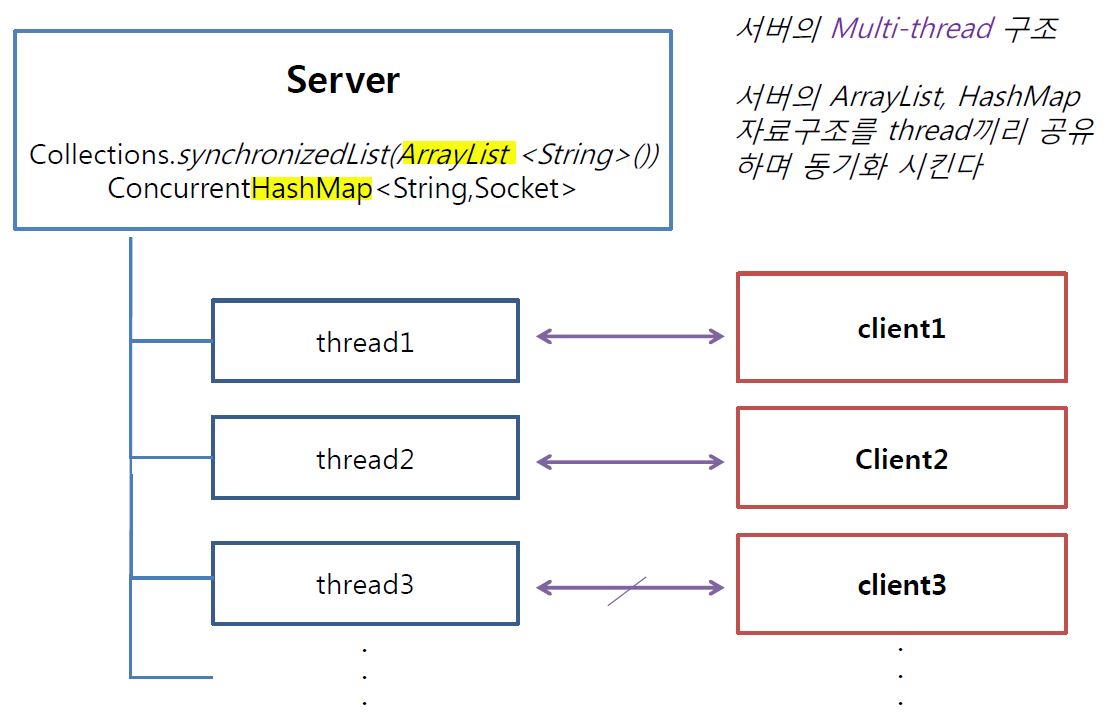 서버의 Multi-thread 구조
서버의 ArrayList, HashMap
자료구조를 thread끼리 공유
하며 동기화 시킨다
Server
Collections.synchronizedList(ArrayList <String>())
ConcurrentHashMap<String,Socket>
thread1
client1
thread2
Client2
thread3
client3
.
.
.
.
.
.